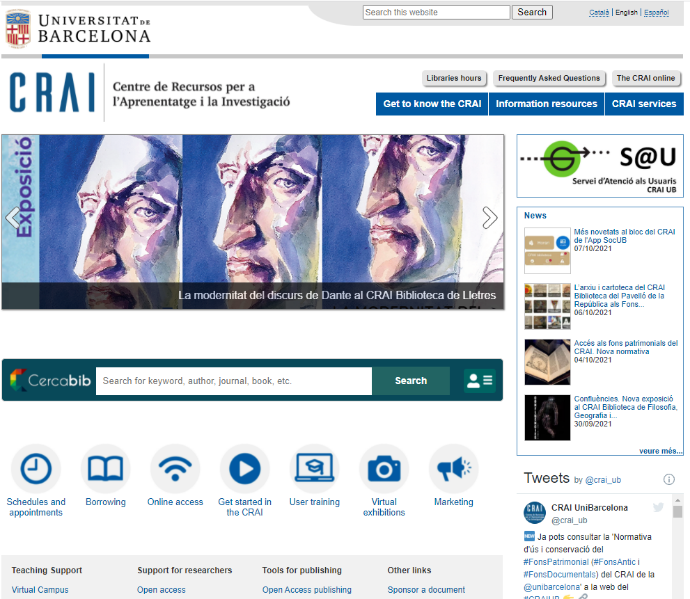 UNIVERSITAT DE
BARCELONA
Search this website
Search
Català | English | Español
CRAI
Centre de Recursos per a
l'Aprenentatge i la Investigació
Libraries hours
Frequently Asked Questions
The CRAI online
Get to know the CRAI
Information resources
CRAI services
Exposició
La modernitat del discurs de Dante al CRAI Biblioteca de Lletres
S@U
Servei d'Atenció als Usuaris
CRAI UB
News
Més novetats al bloc del CRAI
de l'App SocUB
07/10/2021
L'arxiu i cartoteca del CRAI
Biblioteca del Pavelló de la
República als Fons...
06/10/2021
Accés als fons patrimonials del
CRAI. Nova normativa
04/10/2021
Confluències. Nova exposició
al CRAI Biblioteca de Filosofia,
Geografia i...
30/09/2021
veure més...
Cercabib
Search for keyword, author, journal, book, etc.
Search
Schedules and
appointments
Borrowing
Online access
Get started in
the CRAI
User training
Virtual
exhibitions
Marketing
Tweets by @crai_ub
CRAI UniBarcelona
@crai_ub
NEW Ja pots consultar la 'Normativa
d'ús i conservació del
#FonsPatrimonial (#FonsAntic i
#FonsDocumentals) del CRAI de la
@unibarcelona' a la web del
#CRAIUB
Teaching Support
Virtual Campus
Support for researchers
Open access
Tools for publishing
Open Access publishing
Other links
Sponsor a document